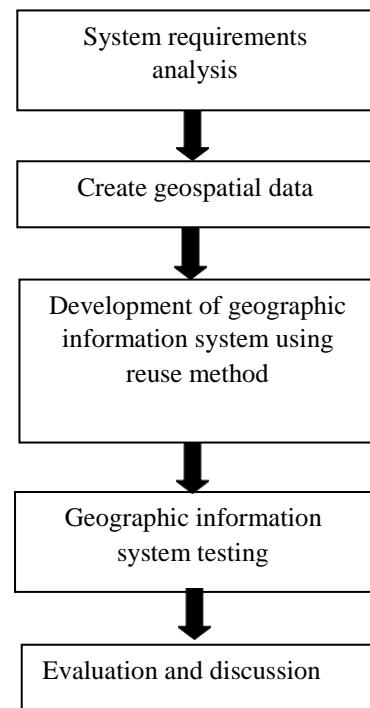 System requirements
analysis
Create geospatial data
Development of geographic
information system using
reuse method
Geographic information
system testing
Evaluation and discussion